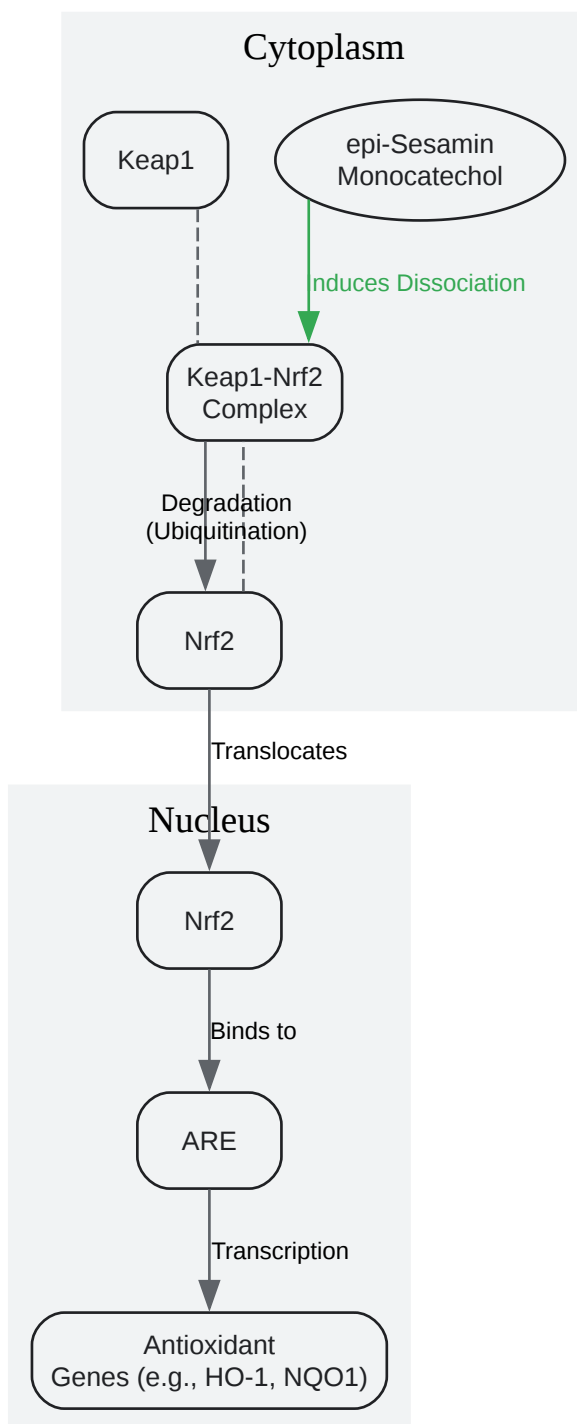 Cytoplasm
Keap1
epi-Sesamin
Monocatechol
Induces Dissociation
Keap1-Nrf2
Complex
Degradation
(Ubiquitination)
Nrf2
Translocates
Nucleus
Nrf2
Binds to
ARE
Transcription
Antioxidant
Genes (e.g., HO-1, NQO1)